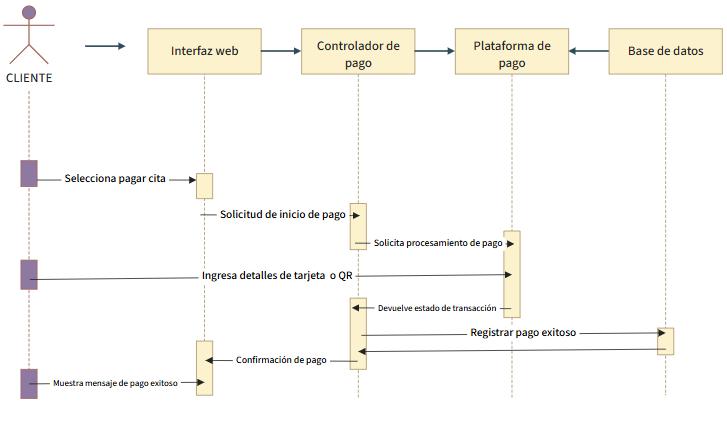 CLIENTE
Interfaz web
Controlador de
pago
Plataforma de
pago
Base de datos
Selecciona pagar cita
Solicitud de inicio de pago
Solicita procesamiento de pago
Ingresa detalles de tarjeta o QR
Devuelve estado de transacción
Registrar pago exitoso
Confirmación de pago
Muestra mensaje de pago exitoso